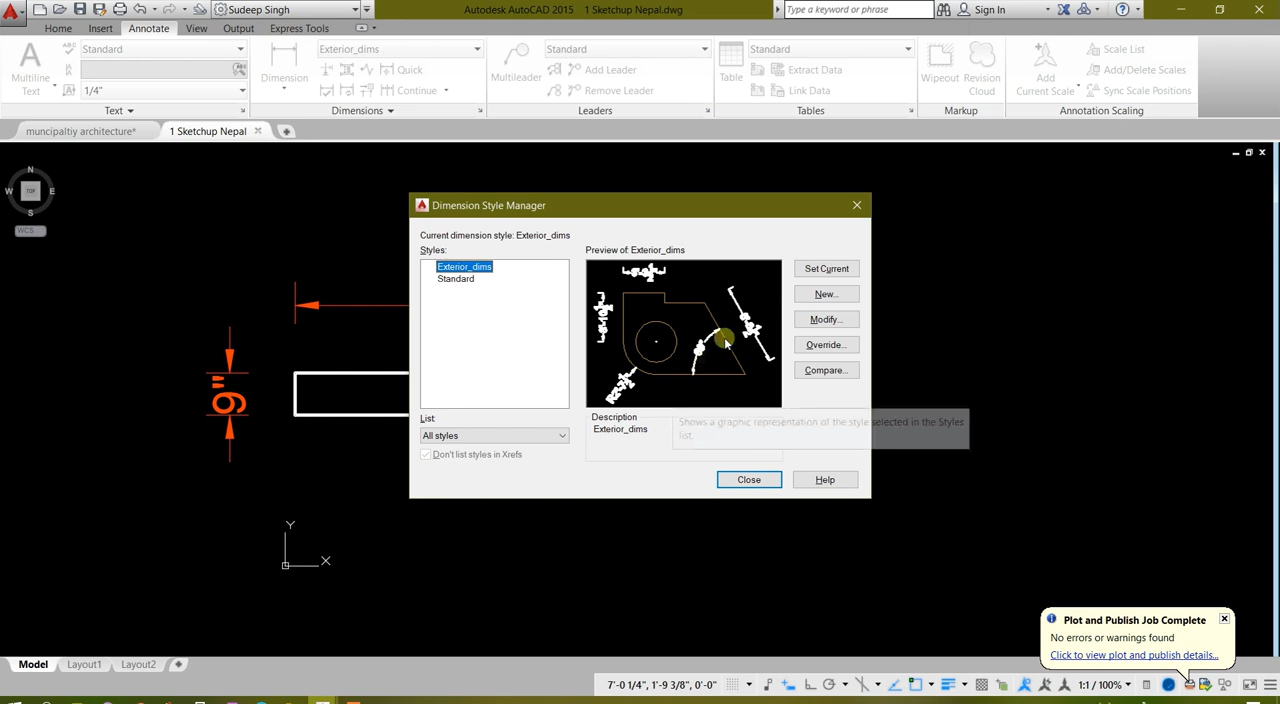 Sudeep Singh
Autodesk AutoCAD 2015 1 Sketchup Nepal.dwg
Type a keyword or phrase
Sign In
Home Insert Annotate View Output Express Tools
Multiline Text
Standard
1/4"
Text
Dimension
Exterior_dims
Quick
Continue
Dimensions
Multileader
Standard
Add Leader
Remove Leader
Leaders
Table
Standard
Extract Data
Link Data
Tables
Wipeout
Revision Cloud
Markup
Add Current Scale
Scale List
Add/Delete Scales
Sync Scale Positions
Annotation Scaling
muncipaltiy architecture*
1 Sketchup Nepal
N
W TOP E
S
WCS
6"
Y
X
Dimension Style Manager
Current dimension style: Exterior_dims
Styles:
Exterior_dims
Standard
List:
All styles
Don't list styles in Xrefs
Preview of: Exterior_dims
Description
Exterior_dims
Shows a graphic representation of the style selected in the Styles
list.
Set Current
New...
Modify...
Override...
Compare...
Close
Help
Plot and Publish Job Complete
No errors or warnings found
Click to view plot and publish details...
Model Layout1 Layout2
7'-0 1/4", 1'-9 3/8", 0'-0"
1:1 / 100%